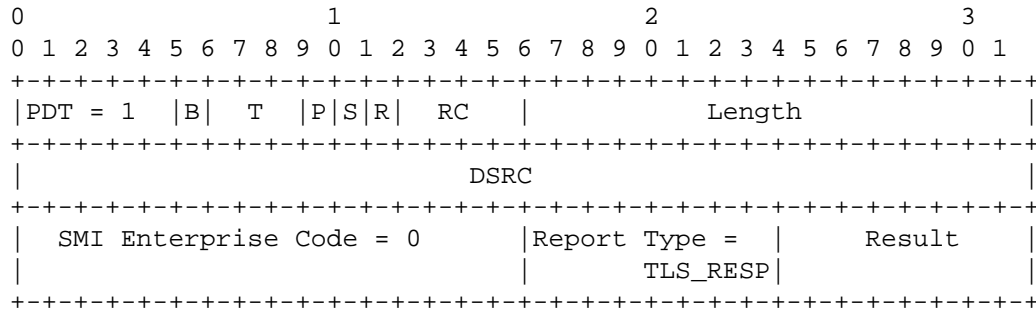 0                   1                   2                   3
0 1 2 3 4 5 6 7 8 9 0 1 2 3 4 5 6 7 8 9 0 1 2 3 4 5 6 7 8 9 0 1
+-+-+-+-+-+-+-+-+-+-+-+-+-+-+-+-+-+-+-+-+-+-+-+-+-+-+-+-+-+-+-+-+
|PDT = 1  |B|  T  |P|S|R|  RC   |           Length              |
+-+-+-+-+-+-+-+-+-+-+-+-+-+-+-+-+-+-+-+-+-+-+-+-+-+-+-+-+-+-+-+-+
|                            DSRC                               |
+-+-+-+-+-+-+-+-+-+-+-+-+-+-+-+-+-+-+-+-+-+-+-+-+-+-+-+-+-+-+-+-+
|  SMI Enterprise Code = 0      |Report Type =  |     Result    |
|                               |       TLS_RESP|               |
+-+-+-+-+-+-+-+-+-+-+-+-+-+-+-+-+-+-+-+-+-+-+-+-+-+-+-+-+-+-+-+-+